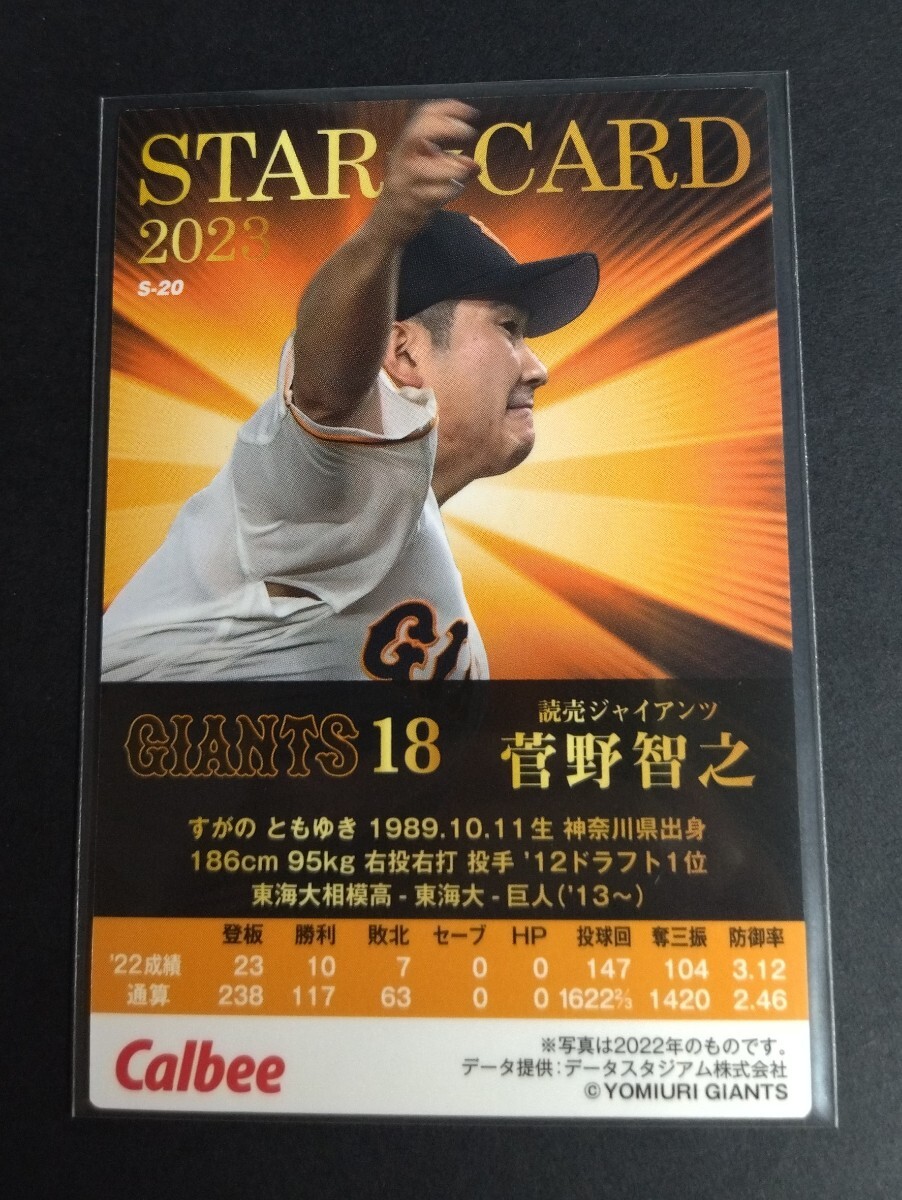 STAR CARD
2023
S-20
GI
GIANTS 18
読売ジャイアンツ
菅野智之
すがの ともゆき 1989.10.11生 神奈川県出身
186cm 95kg 右投右打 投手 '12ドラフト1位
東海大相模高 - 東海大 - 巨人('13〜)
登板 勝利 敗北 セーブ HP 投球回 奪三振 防御率
'22成績 23 10 7 0 0 147 104 3.12
通算 238 117 63 0 0 1622 2/3 1420 2.46
Calbee
※写真は2022年のものです。
データ提供:データスタジアム株式会社
©YOMIURI GIANTS